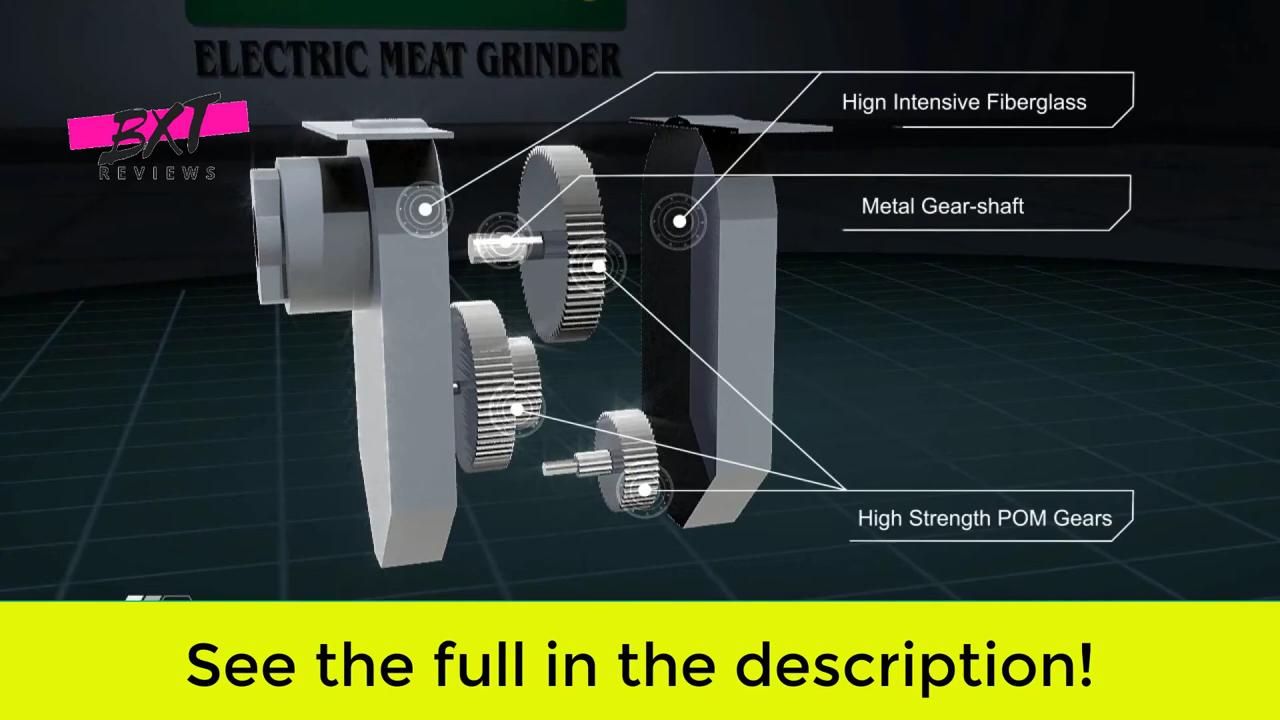 ELECTRIC MEAT GRINDER
BXT
REVIEWS
Hign Intensive Fiberglass
Metal Gear-shaft
High Strength POM Gears
See the full in the description!